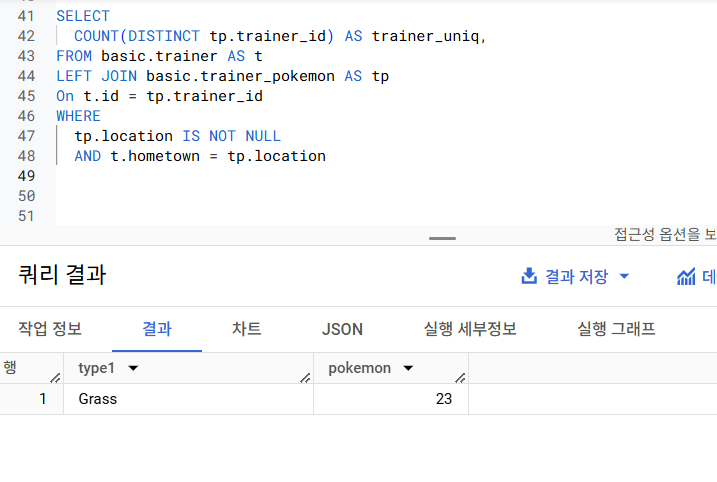 41 SELECT
42 COUNT(DISTINCT tp.trainer_id) AS trainer_uniq,
43 FROM basic.trainer AS t
44 LEFT JOIN basic.trainer_pokemon AS tp
45 On t.id = tp.trainer_id
46 WHERE
47 tp.location IS NOT NULL
48 AND t.hometown = tp.location
49
50
51
접근성 옵션을 보
쿼리 결과 결과 저장 데
작업 정보 결과 차트 JSON 실행 세부정보 실행 그래프
행 type1 pokemon
1 Grass 23